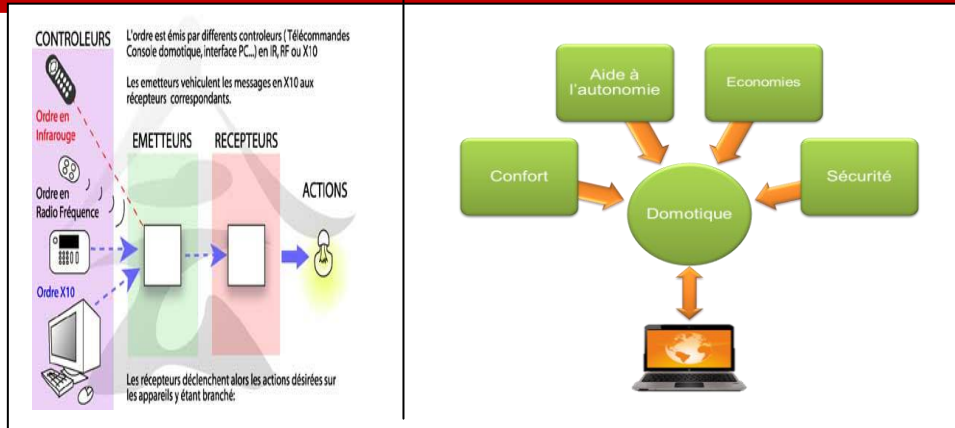 CONTROLEURS
L'ordre est émis par differents controleurs ( Télécommandes
Console domotique, interface PC...) en IR, RF ou X10
Les emetteurs vehiculent les messages en X10 aux
récepteurs correspondants.
Ordre en
Infrarouge
EMETTEURS
RECEPTEURS
Ordre en
Radio Fréquence
ACTIONS
Ordre X10
Les récepteurs déclenchent alors les actions désirées sur
les appareils y étant branché:
Aide à
l'autonomie
Economies
Confort
Sécurité
Domotique